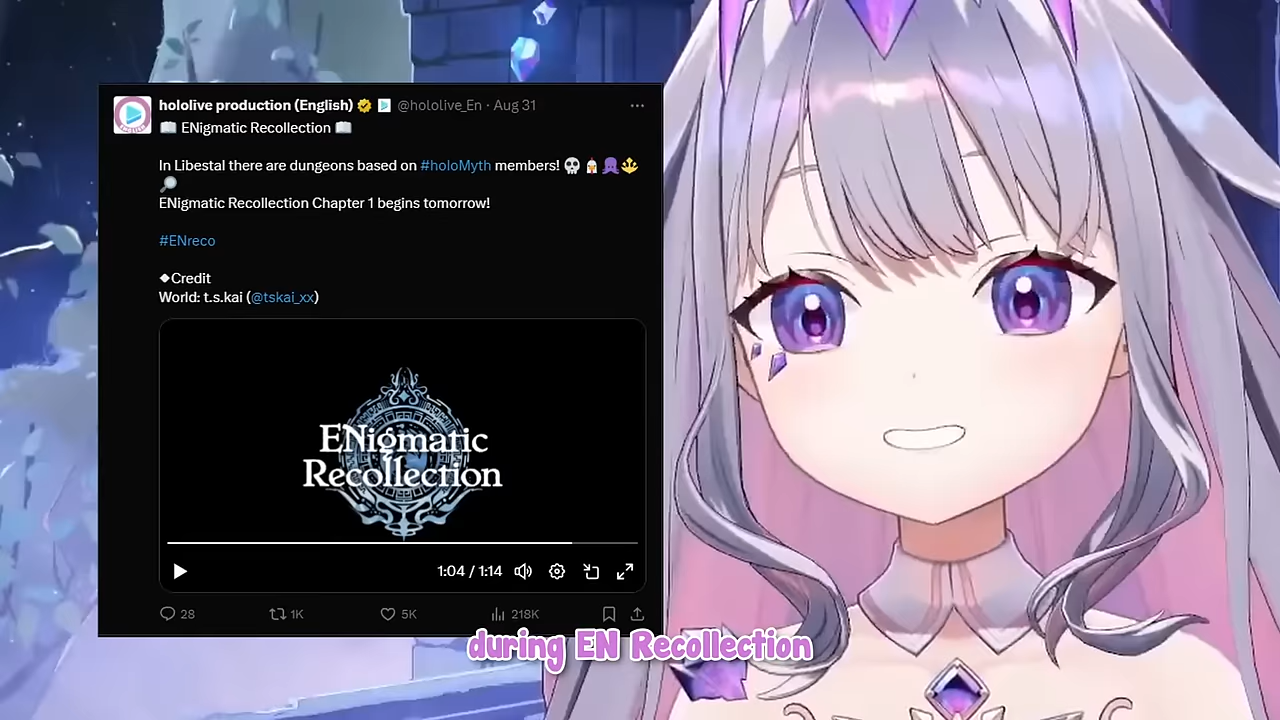 hololive production (English) @hololive_En · Aug 31
📖 ENigmatic Recollection 📖
In Libestal there are dungeons based on #holoMyth members! 💀🐔🐙🔱
🔎
ENigmatic Recollection Chapter 1 begins tomorrow!
#ENreco
◆Credit
World: t.s.kai (@tskai_xx)
ENigmatic
Recollection
1:04 / 1:14
28 1K 5K 218K
during EN Recollection